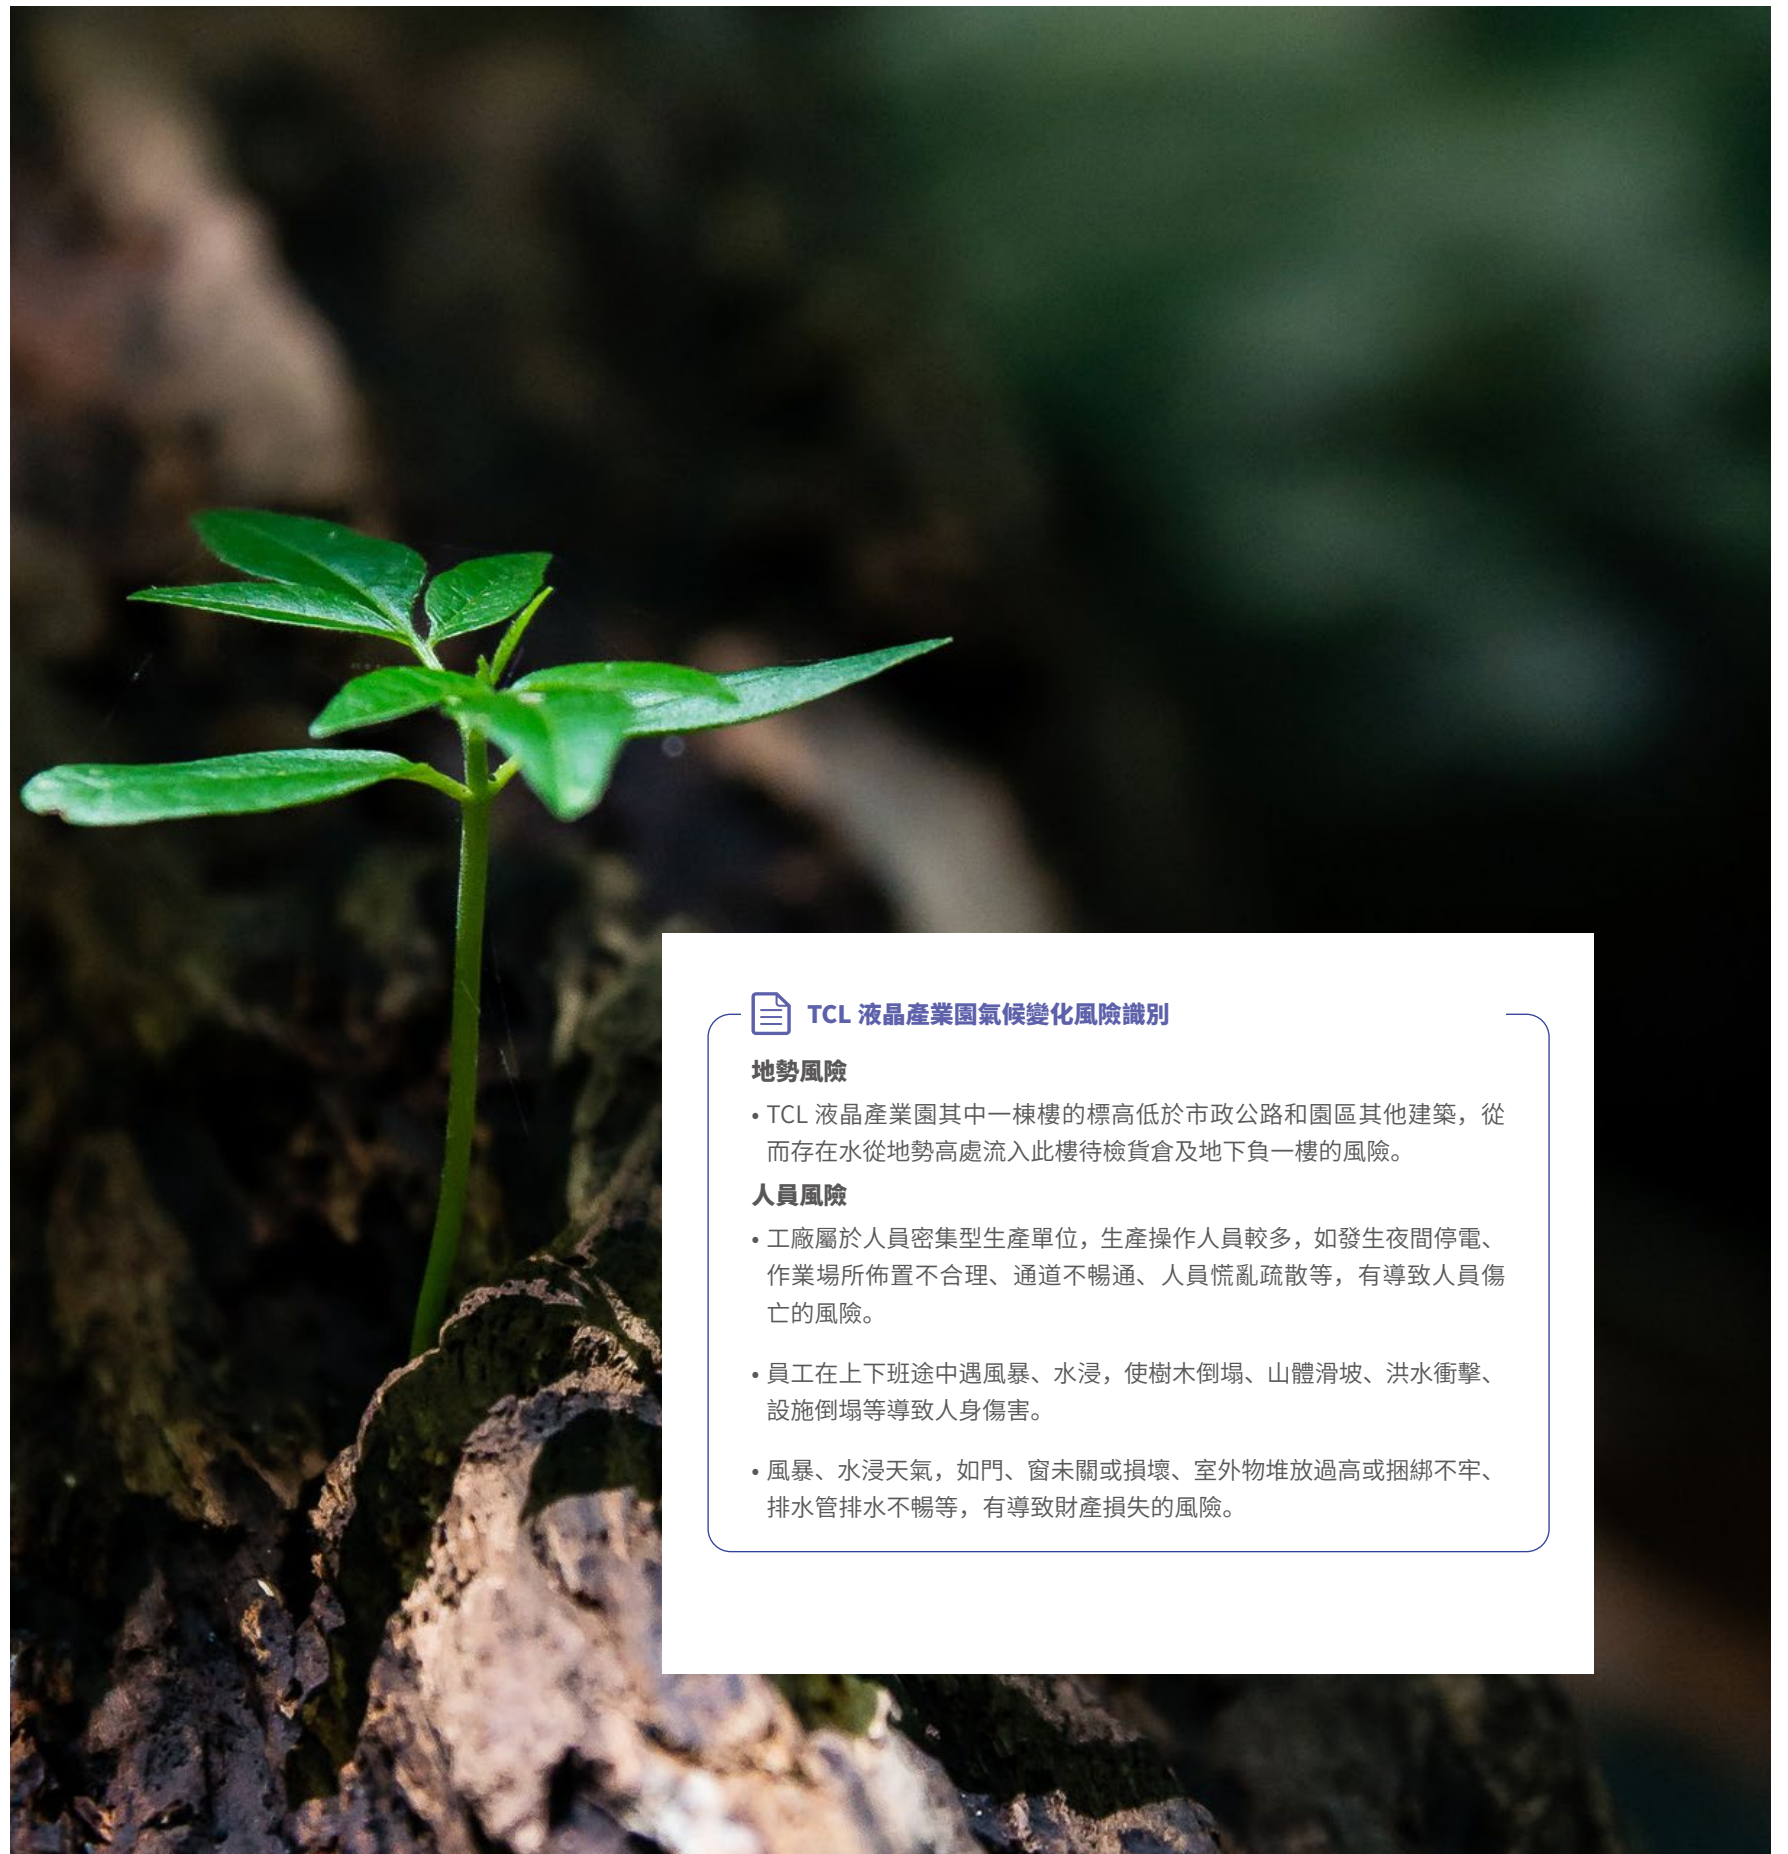 TCL 液晶產業園氣候變化風險識別
地勢風險
• TCL 液晶產業園其中一棟樓的標高低於市政公路和園區其他建築，從
而存在水從地勢高處流入此樓待檢貨倉及地下負一樓的風險。
人員風險
• 工廠屬於人員密集型生產單位，生產操作人員較多，如發生夜間停電、
作業場所佈置不合理、通道不暢通、人員慌亂疏散等，有導致人員傷
亡的風險。
• 員工在上下班途中遇風暴、水浸，使樹木倒塌、山體滑坡、洪水衝擊、
設施倒塌等導致人身傷害。
• 風暴、水浸天氣，如門、窗未關或損壞、室外物堆放過高或捆綁不牢、
排水管排水不暢等，有導致財產損失的風險。